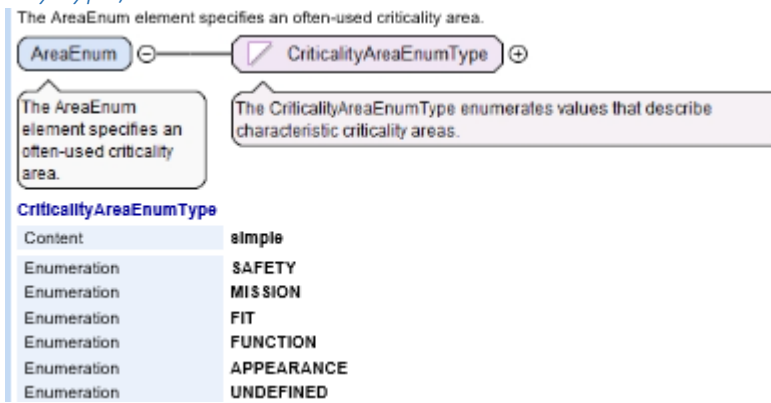 The AreaEnum element specifies an often-used criticality area.
AreaEnum
CriticalityAreaEnumType
The AreaEnum
element specifies an
often-used criticality
area.
The CriticalityAreaEnumType enumerates values that describe
characteristic criticality areas.
CriticalityAreaEnumType
Content simple
Enumeration SAFETY
Enumeration MISSION
Enumeration FIT
Enumeration FUNCTION
Enumeration APPEARANCE
Enumeration UNDEFINED